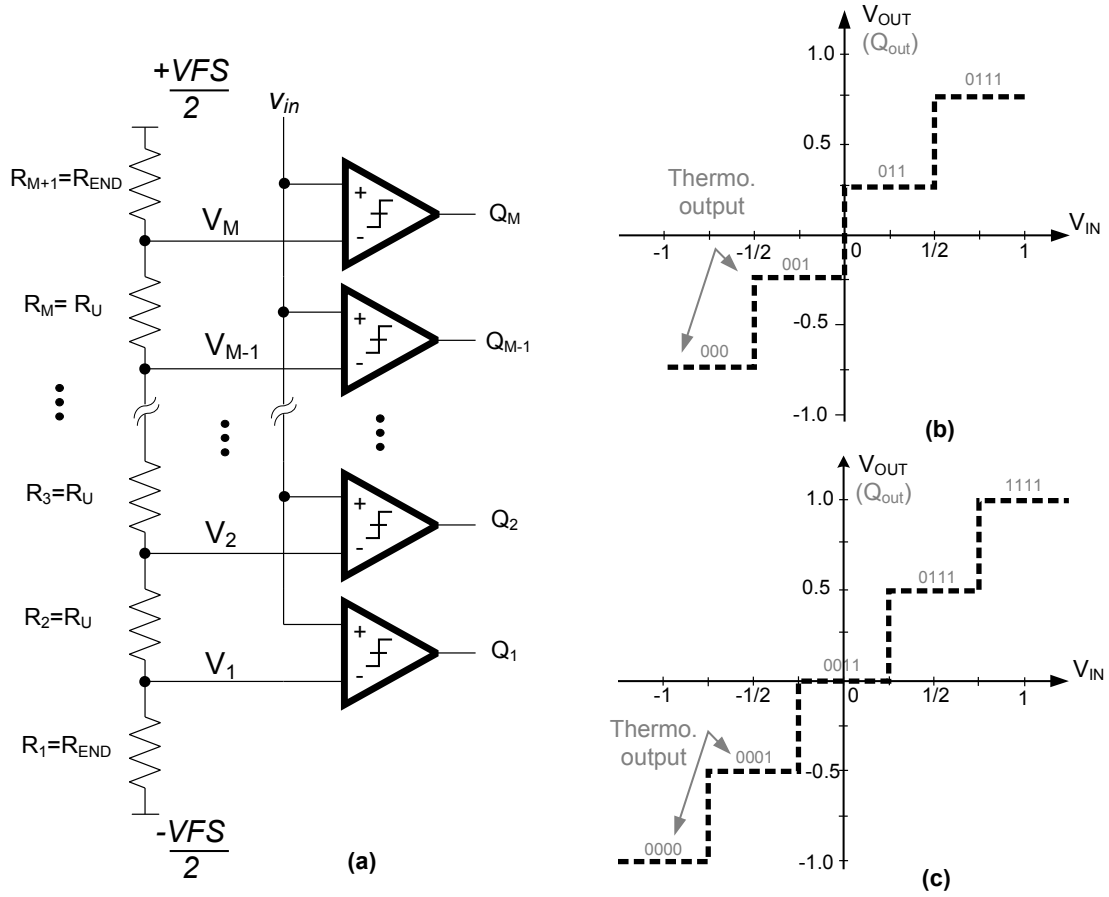 +VFS
2
v_in
R_M+1=R_END
+
-
Q_M
V_M
R_M= R_U
+
-
Q_M-1
V_M-1
R_3=R_U
+
-
Q_2
V_2
R_2=R_U
+
-
Q_1
V_1
R_1=R_END
-VFS
2
(a)
(b)
V_OUT
(Q_out)
1.0
0111
0.5
011
Thermo.
output
V_IN
-1
-1/2
0
1/2
1
001
-0.5
000
-1.0
(b)
V_OUT
(Q_out)
1.0
1111
0.5
0111
0011
V_IN
-1
-1/2
0
1/2
1
Thermo.
output
0001
-0.5
0000
-1.0
(c)